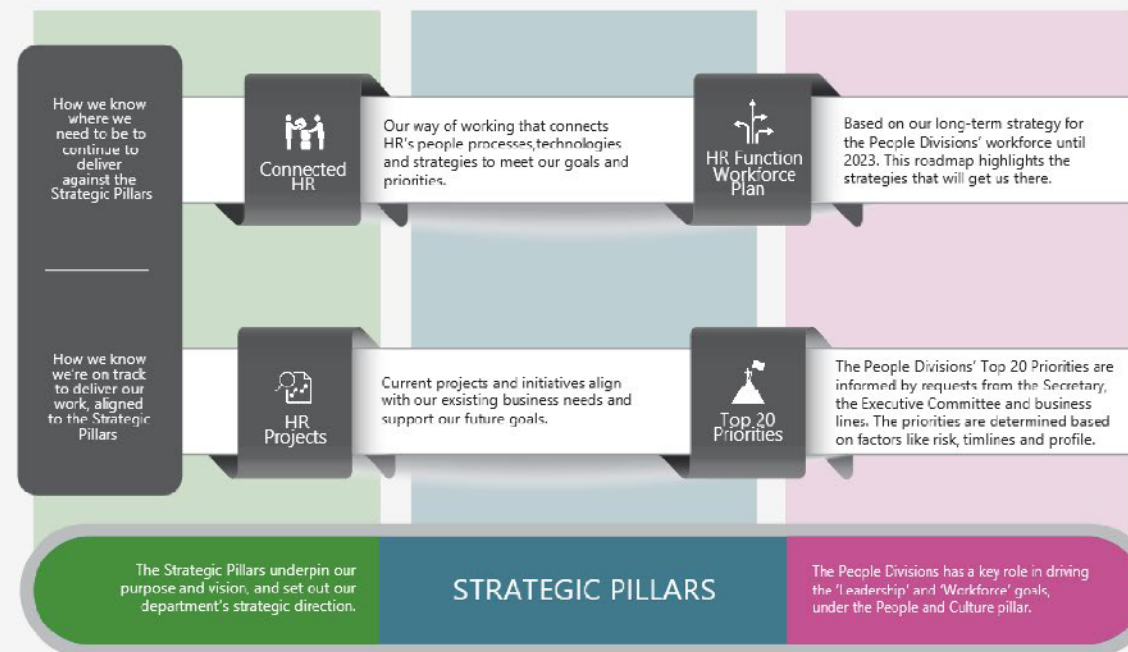 How we know
where we
need to be to
continue to
deliver
against the
Strategic Pillars
Connected
HR
Our way of working that connects
HR's people processes,technologies
and strategies to meet our goals and
priorities.
HR Function
Workforce
Plan
Based on our long-term strategy for
the People Divisions' workforce until
2023. This roadmap highlights the
strategies that will get us there.
How we know
we're on track
to deliver our
work, aligned
to the Strategic
Pillars
HR
Projects
Current projects and initiatives align
with our exsisting business needs and
support our future goals.
Top 20
Priorities
The People Divisions' Top 20 Priorities are
informed by requests from the Secretary,
the Executive Committee and business
lines. The priorities are determined based
on factors like risk, timlines and profile.
The Strategic Pillars underpin our
purpose and vision, and set out our
department's strategic direction.
STRATEGIC PILLARS
The People Divisions has a key role in driving
the 'Leadership' and 'Workforce' goals,
under the People and Culture pillar.